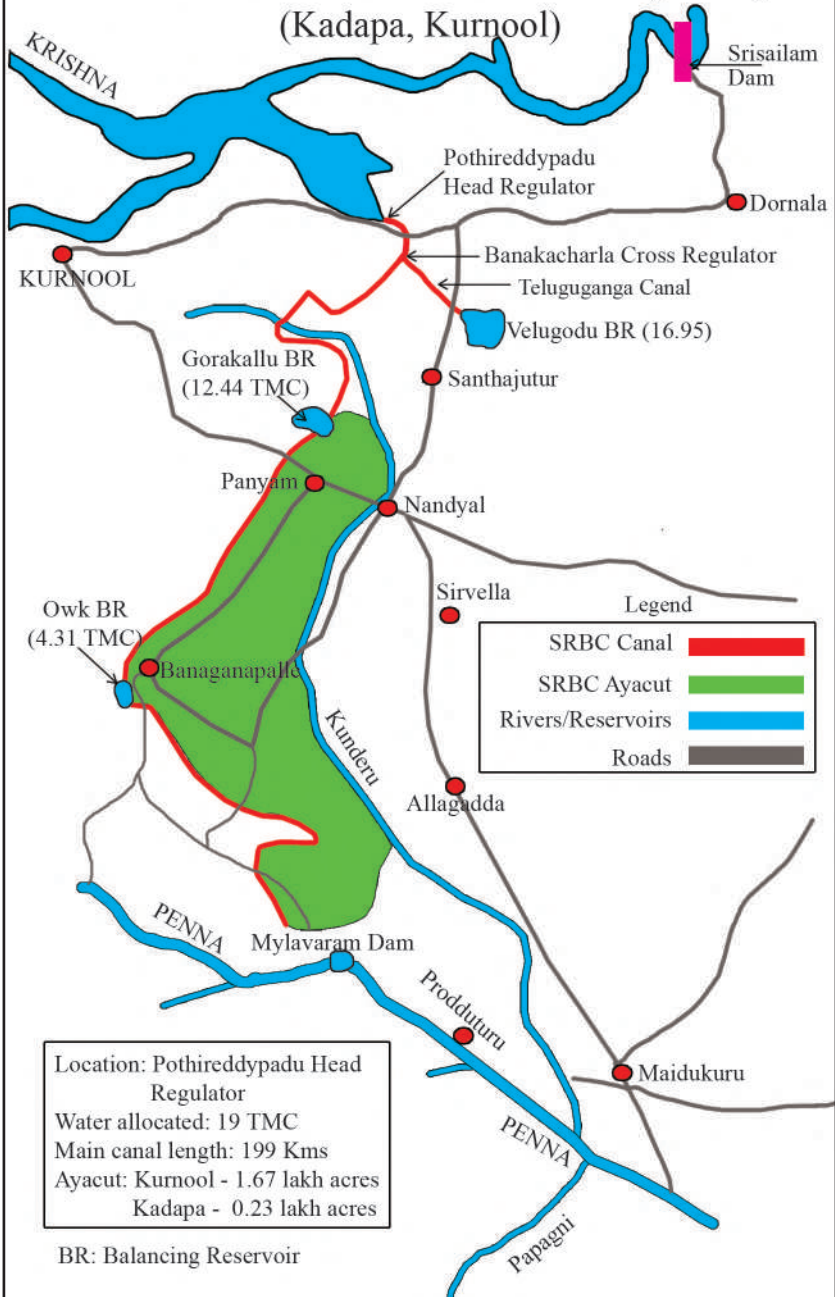 (Kadapa, Kurnool)
KRISHNA
Srisailam
Dam
Pothireddypadu
Head Regulator
Dornala
KURNOOL
Banakacharla Cross Regulator
Teluguganga Canal
Velugodu BR (16.95)
Gorakallu BR
(12.44 TMC)
Santhajutur
Panyam
Nandyal
Owk BR
(4.31 TMC)
Sirvella
Banaganapalle
Legend
SRBC Canal
SRBC Ayacut
Rivers/Reservoirs
Roads
Kunderu
Allagadda
PENNA
Mylavaram Dam
Prodduturu
Maidukuru
PENNA
Papagni
Location: Pothireddypadu Head
Regulator
Water allocated: 19 TMC
Main canal length: 199 Kms
Ayacut: Kurnool - 1.67 lakh acres
Kadapa - 0.23 lakh acres
BR: Balancing Reservoir